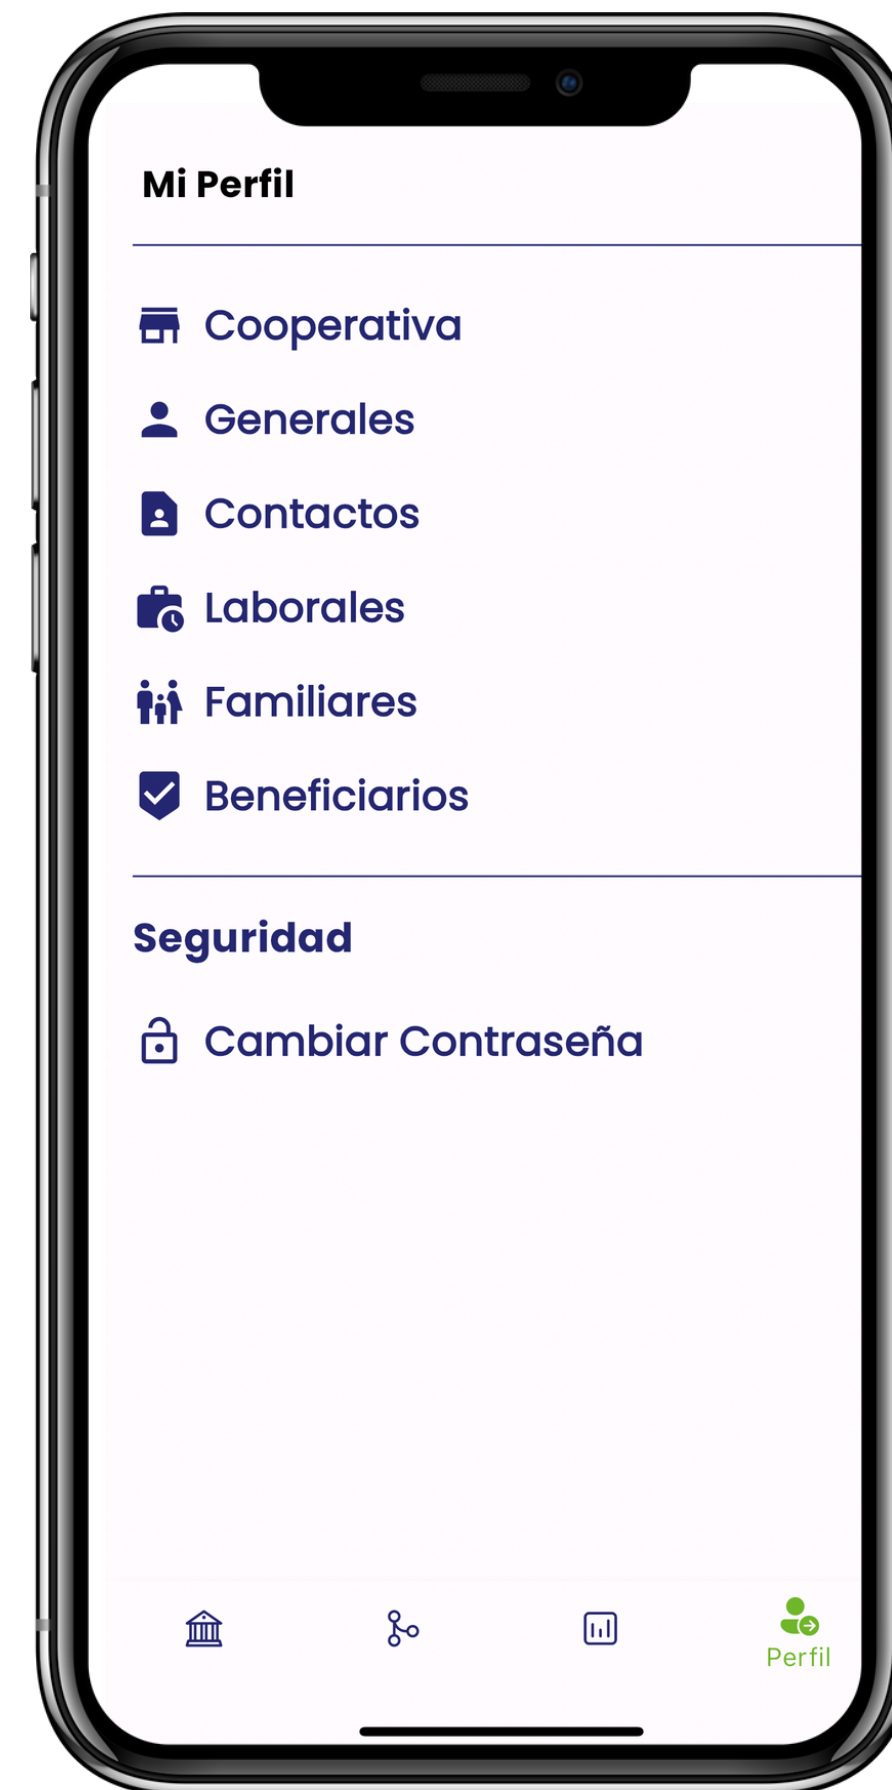 Mi Perfil
Cooperativa
Generales
Contactos
Laborales
Familiares
Beneficiarios
Seguridad
Cambiar Contraseña
Perfil